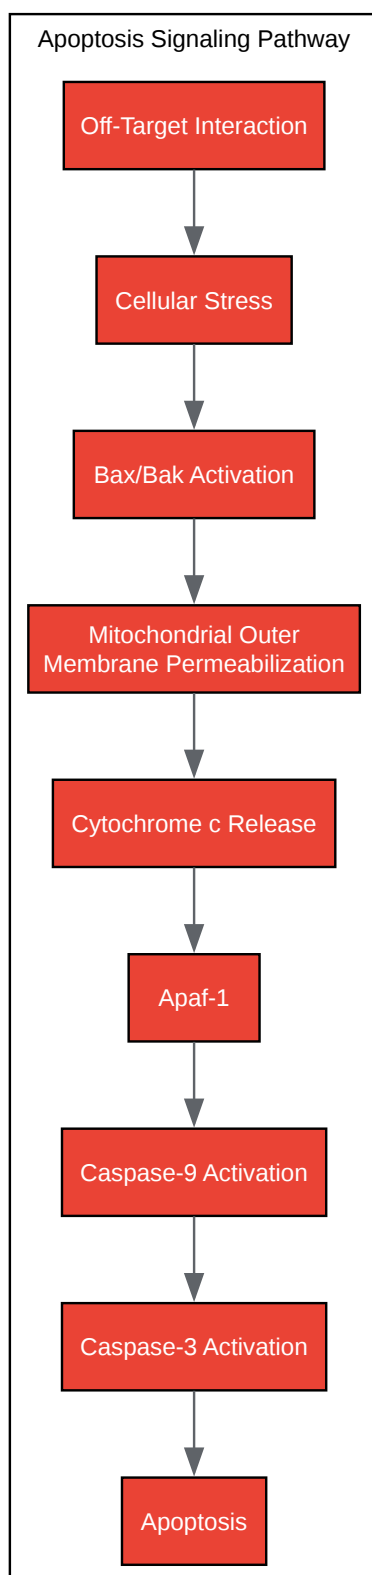 Apoptosis Signaling Pathway
Off-Target Interaction
Cellular Stress
Bax/Bak Activation
Mitochondrial Outer
Membrane Permeabilization
Cytochrome c Release
Apaf-1
Caspase-9 Activation
Caspase-3 Activation
Apoptosis